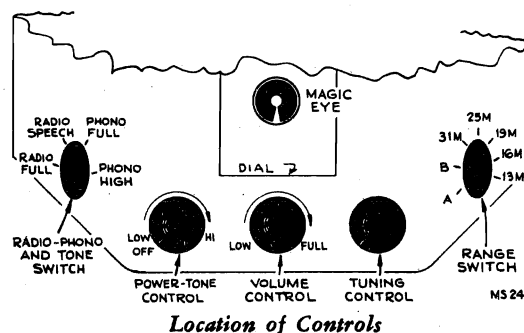 MAGIC
EYE
DIAL
RADIO
SPEECH
PHONO
FULL
RADIO
FULL
PHONO
HIGH
RADIO-PHONO
AND TONE
SWITCH
LOW
OFF
HI
POWER-TONE
CONTROL
LOW
FULL
VOLUME
CONTROL
TUNING
CONTROL
25M
31M
19M
B
16M
A
13M
RANGE
SWITCH
MS 24
Location of Controls